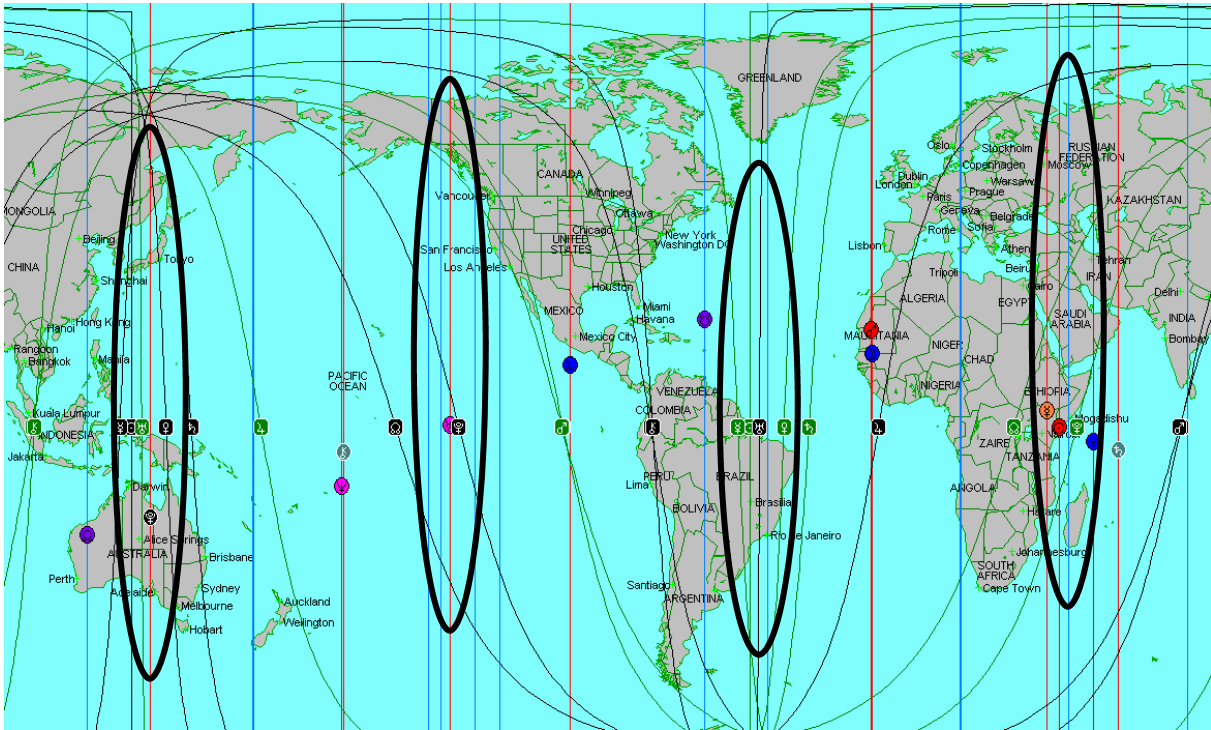 GREENLAND
Stockholm
RUSSIAN
FEDERATION
Oslo
Copenhagen
Moscow
Dublin
London
Warsaw
Prague
Paris
Geneva
Belgrade
KAZAKHSTAN
Rome
Sofia
Lisbon
Athen
Tehran
Beirut
IRAN
Tripoli
Cairo
Delhi
ALGERIA
EGYPT
SAUDI
ARABIA
INDIA
MAURITANIA
NIGER
Bombay
CHAD
NIGERIA
ETHIOPIA
Mogadishu
Nairobi
ZAIRE
TANZANIA
ANGOLA
Harare
Johannesburg
SOUTH
AFRICA
Cape Town
CANADA
Vancouver
Winnipeg
Ottawa
Chicago
New York
UNITED
STATES
Washington DC
San Francisco
Los Angeles
Houston
Miami
MEXICO
Havana
Mexico City
VENEZUELA
COLOMBIA
PERU
Lima
BRAZIL
Brasilia
BOLIVIA
Rio de Janeiro
Santiago
ARGENTINA
MONGOLIA
Beijing
Tokyo
CHINA
Shanghai
Hong Kong
Hanoi
Rangoon
Bangkok
Manila
PACIFIC
OCEAN
Kuala Lumpur
INDONESIA
Jakarta
Darwin
Alice Springs
AUSTRALIA
Brisbane
Perth
Adelaide
Sydney
Melbourne
Hobart
Auckland
Wellington